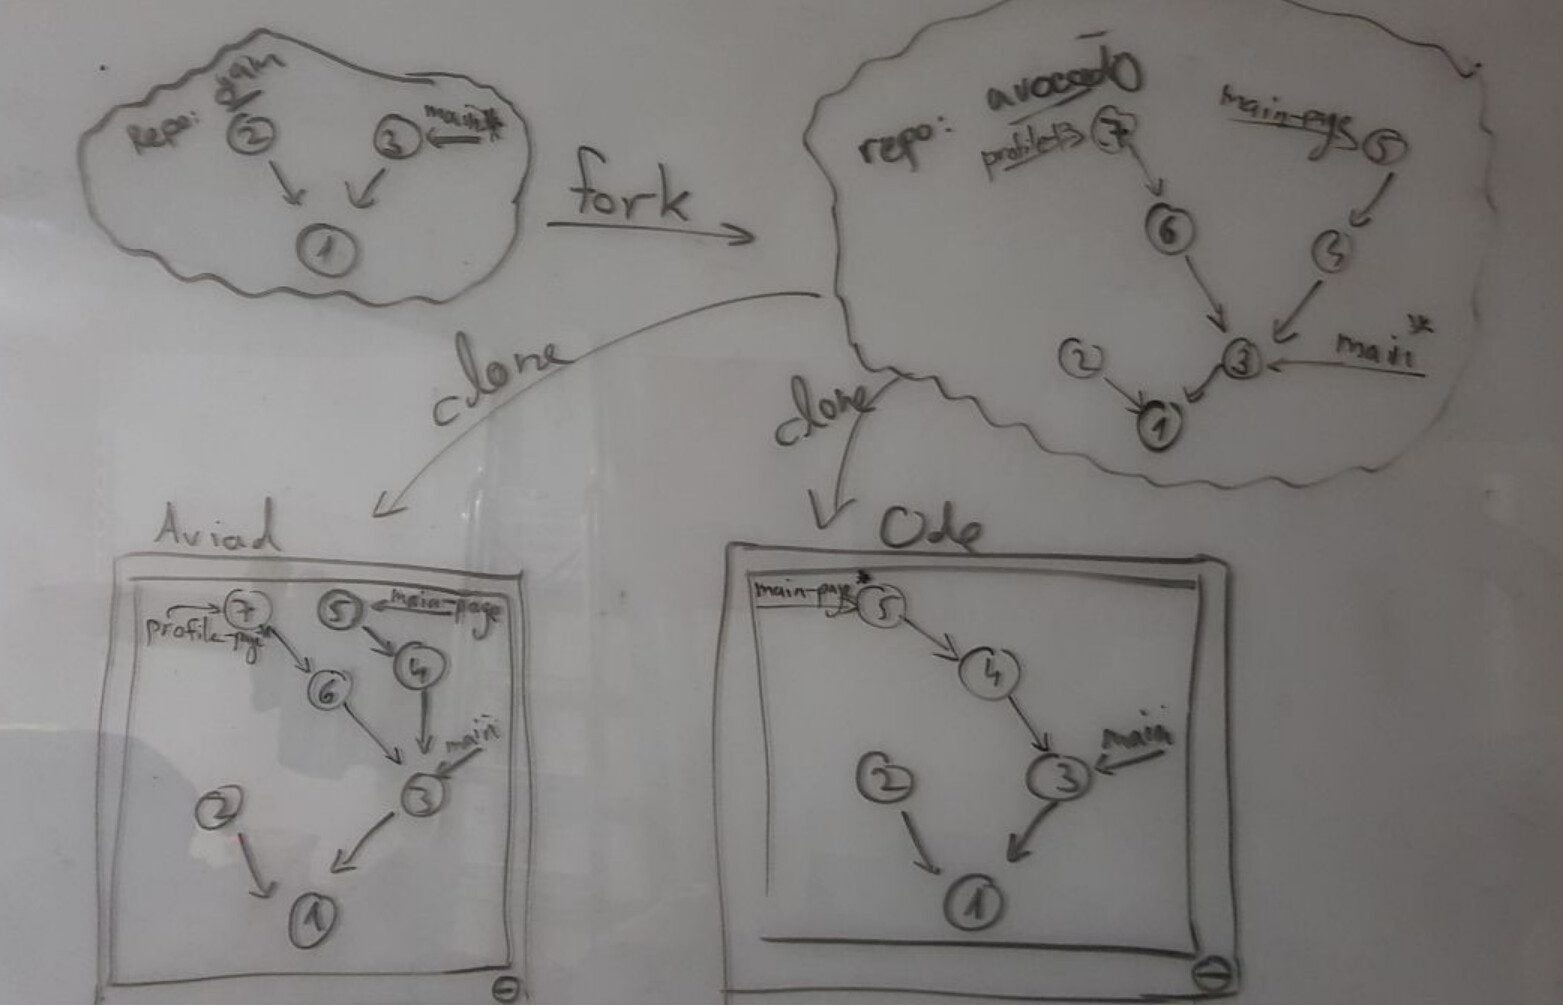 Repo: gain
2
3
main*
1
fork
repo: avocado
7
main-page
5
6
4
2
3
main*
1
clone
clone
Aviad
7
profile-page*
5
main-page
6
4
main
2
3
1
Ode
main-page*
5
4
main
2
3
1